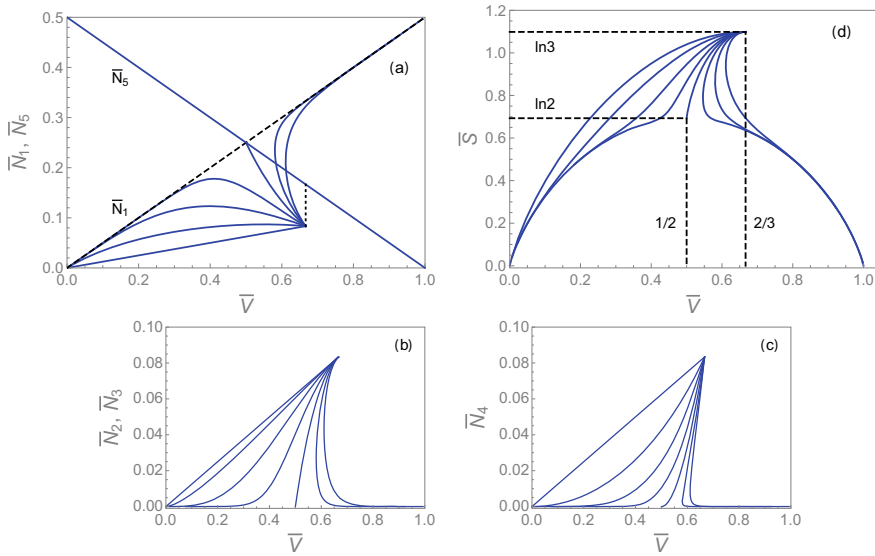 (a)
N̅₁, N̅₅
0.5
0.4
0.3
0.2
0.1
0.0
N̅₅
N̅₁
0.0 0.2 0.4 0.6 0.8 1.0
V̅
(d)
S̅
1.2
1.0
0.8
0.6
0.4
0.2
0.0
ln3
ln2
1/2
2/3
0.0 0.2 0.4 0.6 0.8 1.0
V̅
(b)
N̅₂, N̅₃
0.10
0.08
0.06
0.04
0.02
0.00
0.0 0.2 0.4 0.6 0.8 1.0
V̅
(c)
N̅₄
0.10
0.08
0.06
0.04
0.02
0.00
0.0 0.2 0.4 0.6 0.8 1.0
V̅